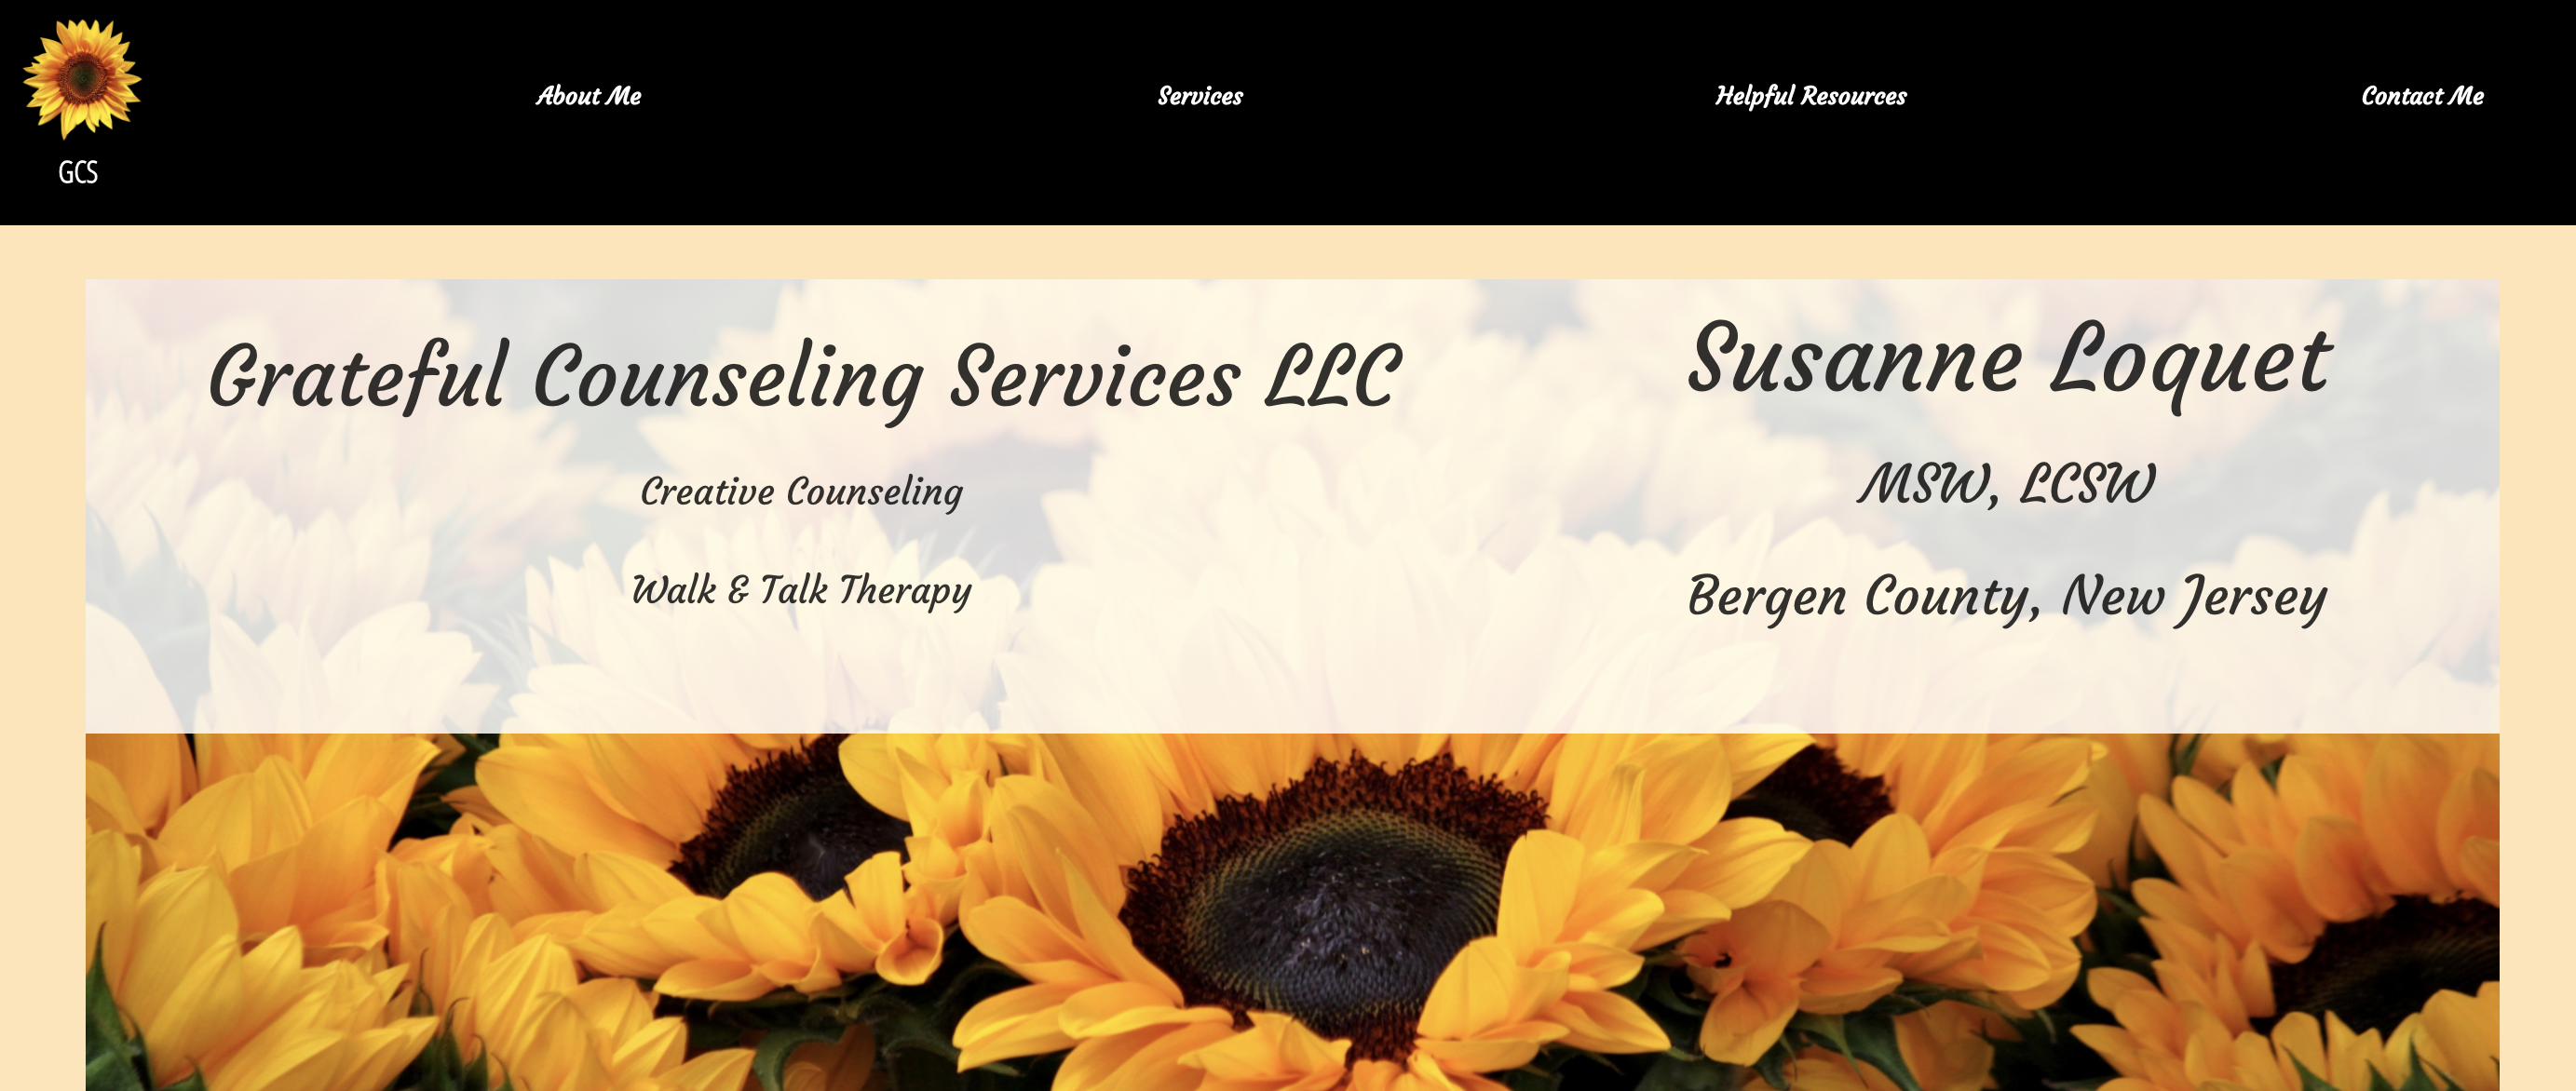 GCS
About Me
Services
Helpful Resources
Contact Me
Grateful Counseling Services LLC
Creative Counseling
Walk & Talk Therapy
Susanne Loquet
MSW, LCSW
Bergen County, New Jersey